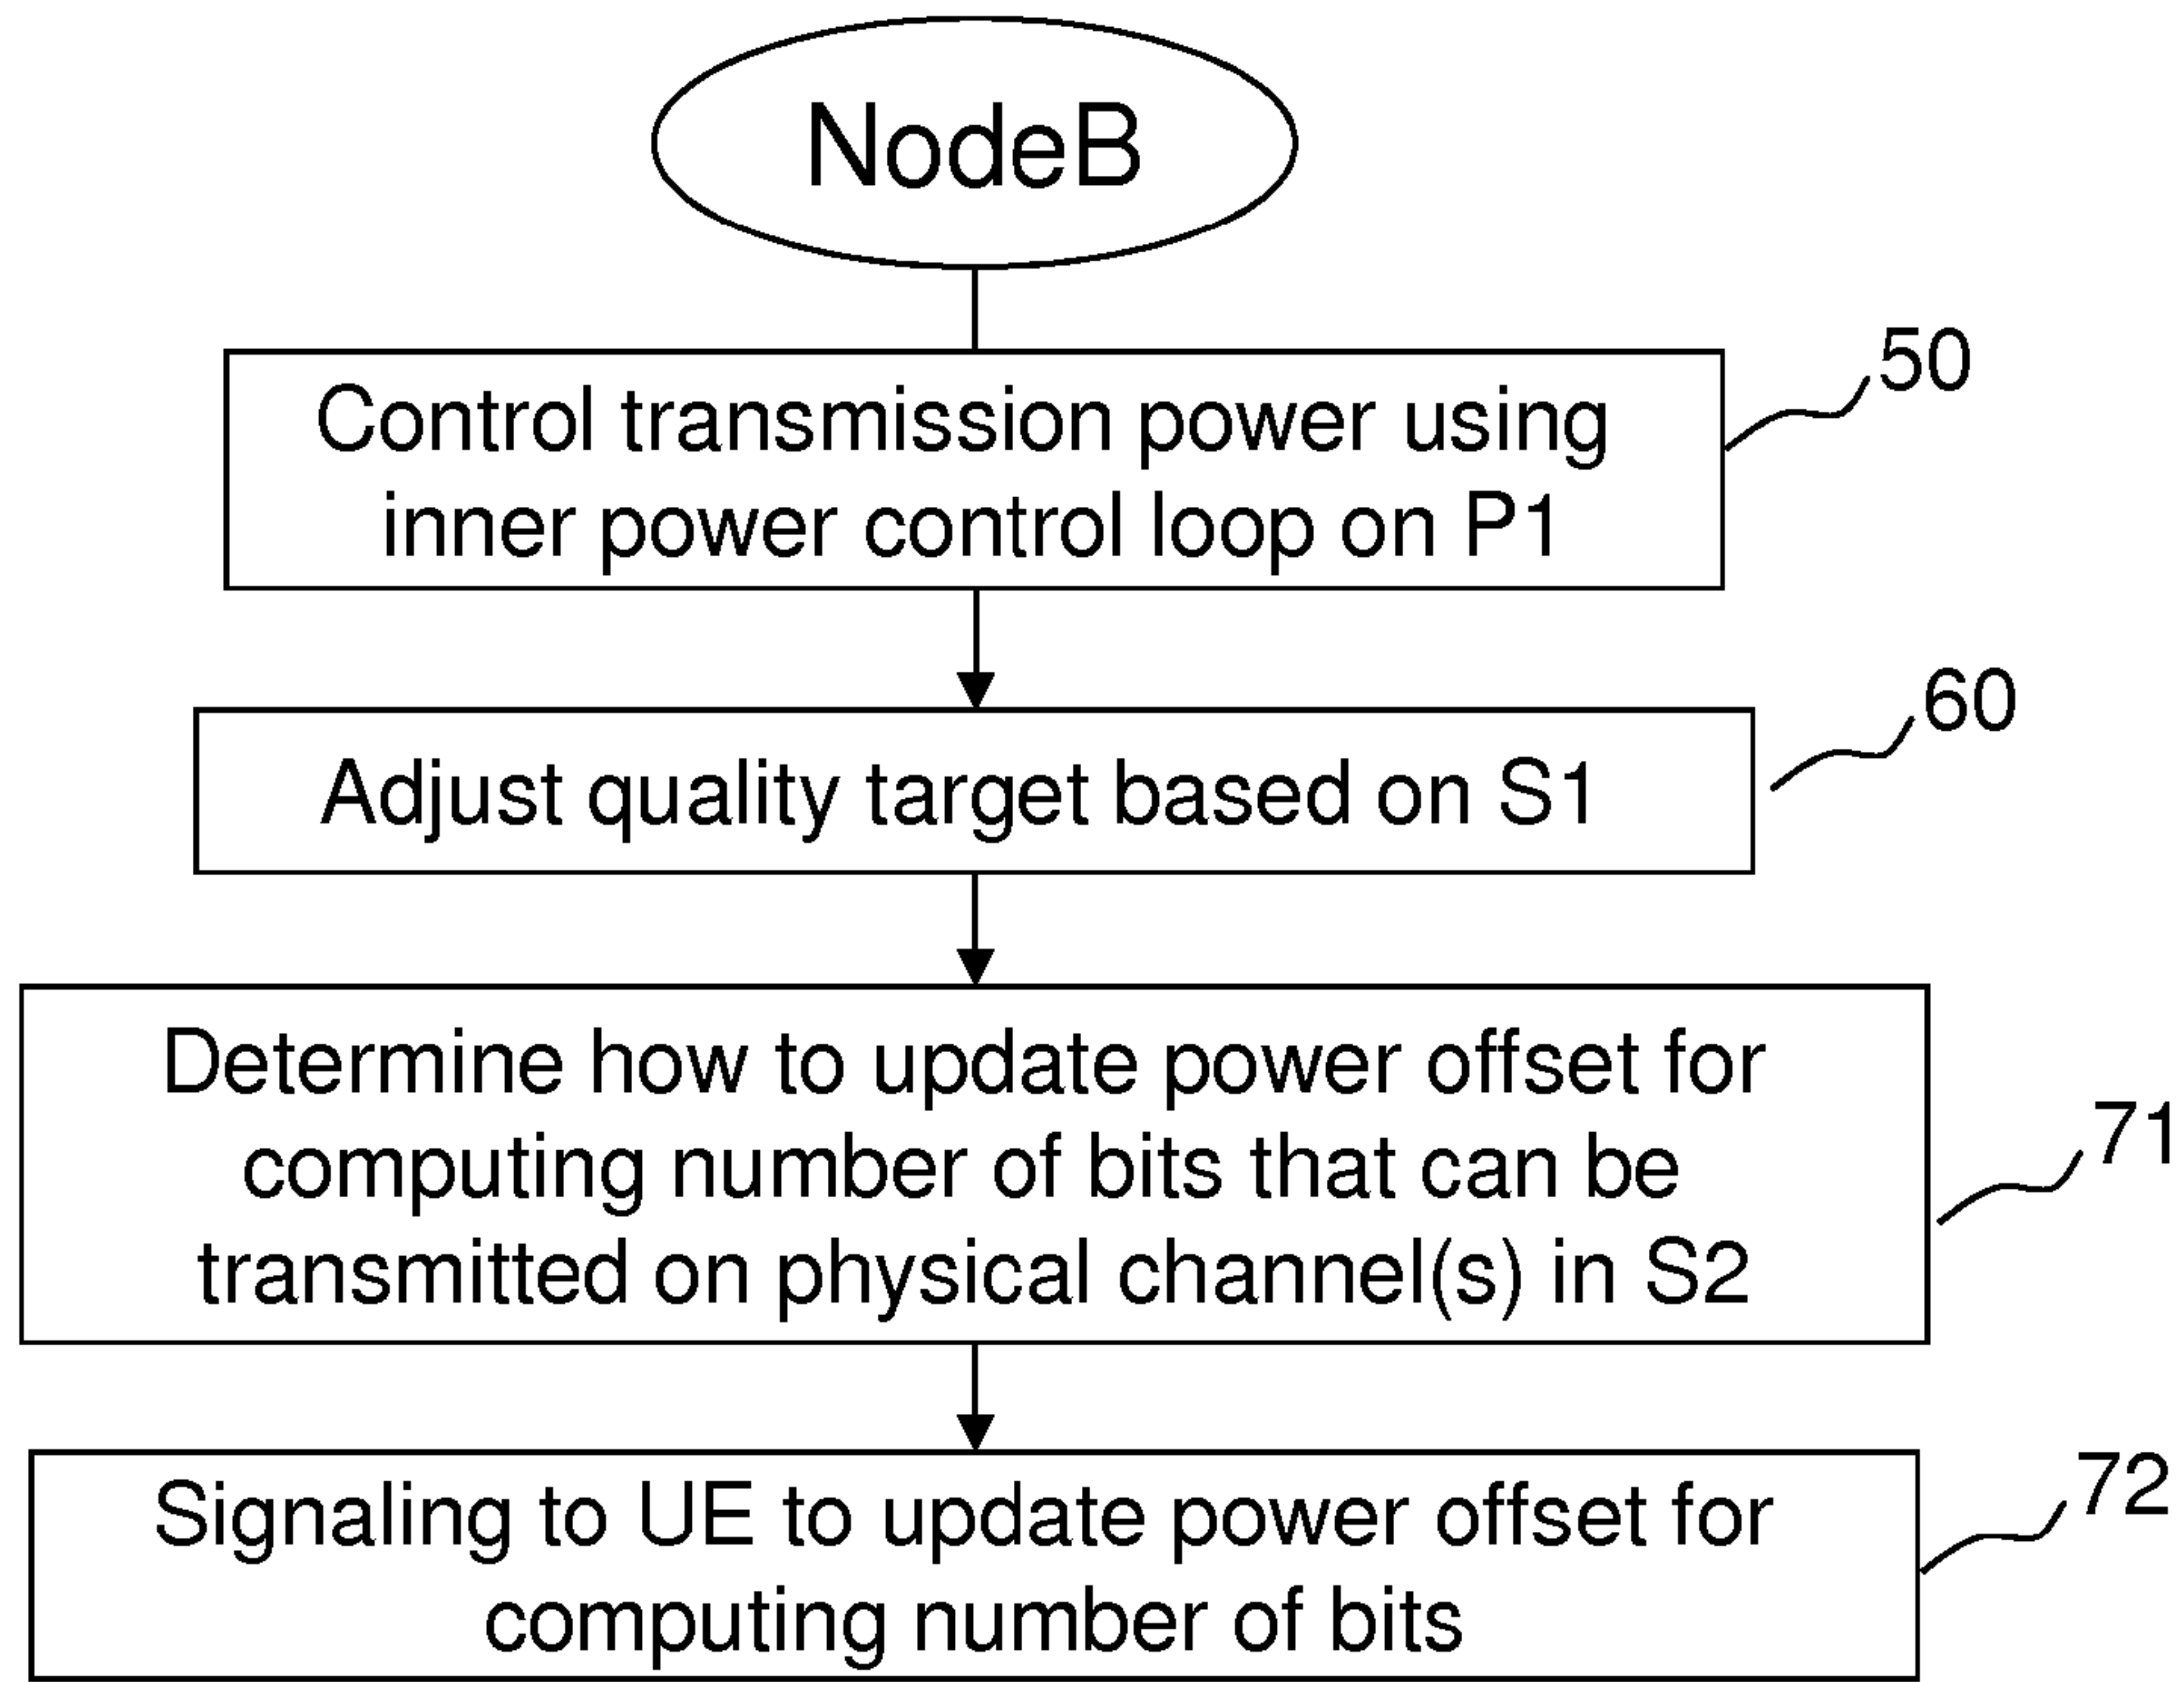 NodeB
50
Control transmission power using
inner power control loop on P1
60
Adjust quality target based on S1
Determine how to update power offset for
computing number of bits that can be
transmitted on physical channel(s) in S2
71
Signaling to UE to update power offset for
computing number of bits
72